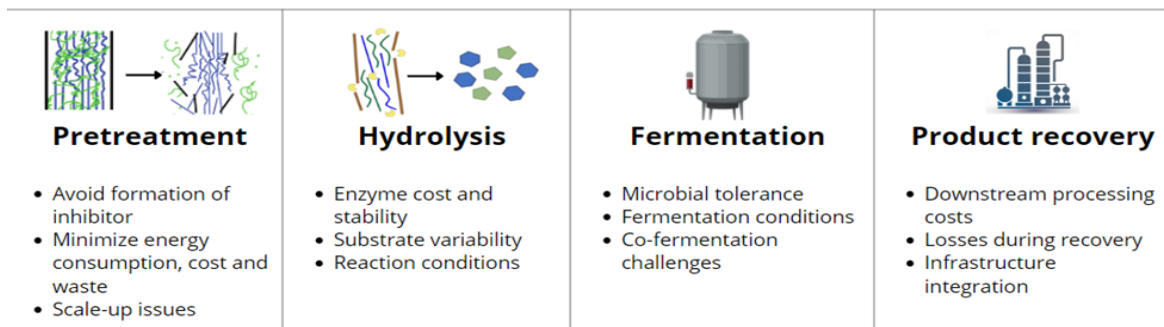 Pretreatment
• Avoid formation of
inhibitor
• Minimize energy
consumption, cost and
waste
• Scale-up issues
Hydrolysis
• Enzyme cost and
stability
• Substrate variability
• Reaction conditions
Fermentation
• Microbial tolerance
• Fermentation conditions
• Co-fermentation
challenges
Product recovery
• Downstream processing
costs
• Losses during recovery
• Infrastructure
integration